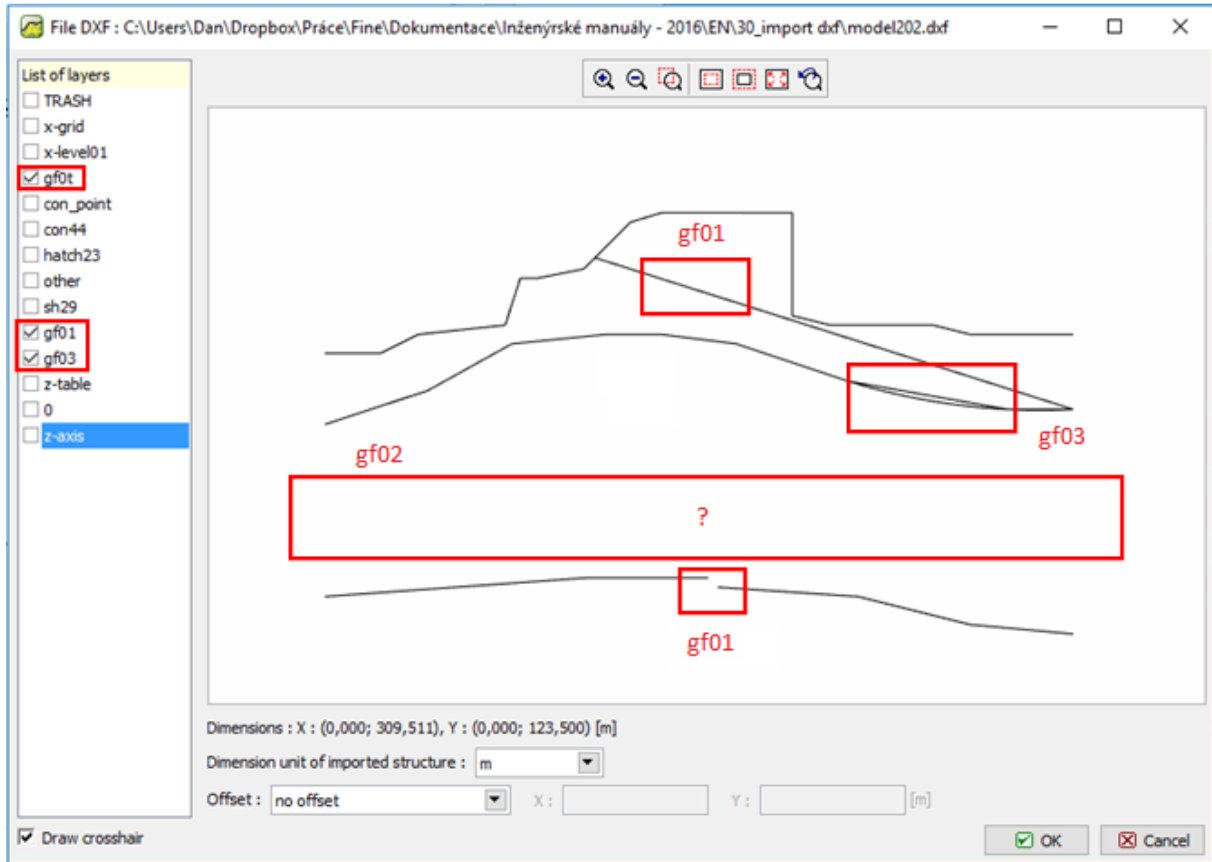 File DXF : C:\Users\Dan\Dropbox\Práce\Fine\Dokumentace\Inženýrské manuály - 2016\EN\30_import dxf\model202.dxf
List of layers
TRASH
x-grid
x-level01
gf0t
con_point
con44
hatch23
other
sh29
gf01
gf03
z-table
0
z-axis
gf01
gf03
gf02
?
gf01
Dimensions : X : (0,000; 309,511), Y : (0,000; 123,500) [m]
Dimension unit of imported structure : m
Offset : no offset X : Y : [m]
Draw crosshair OK Cancel